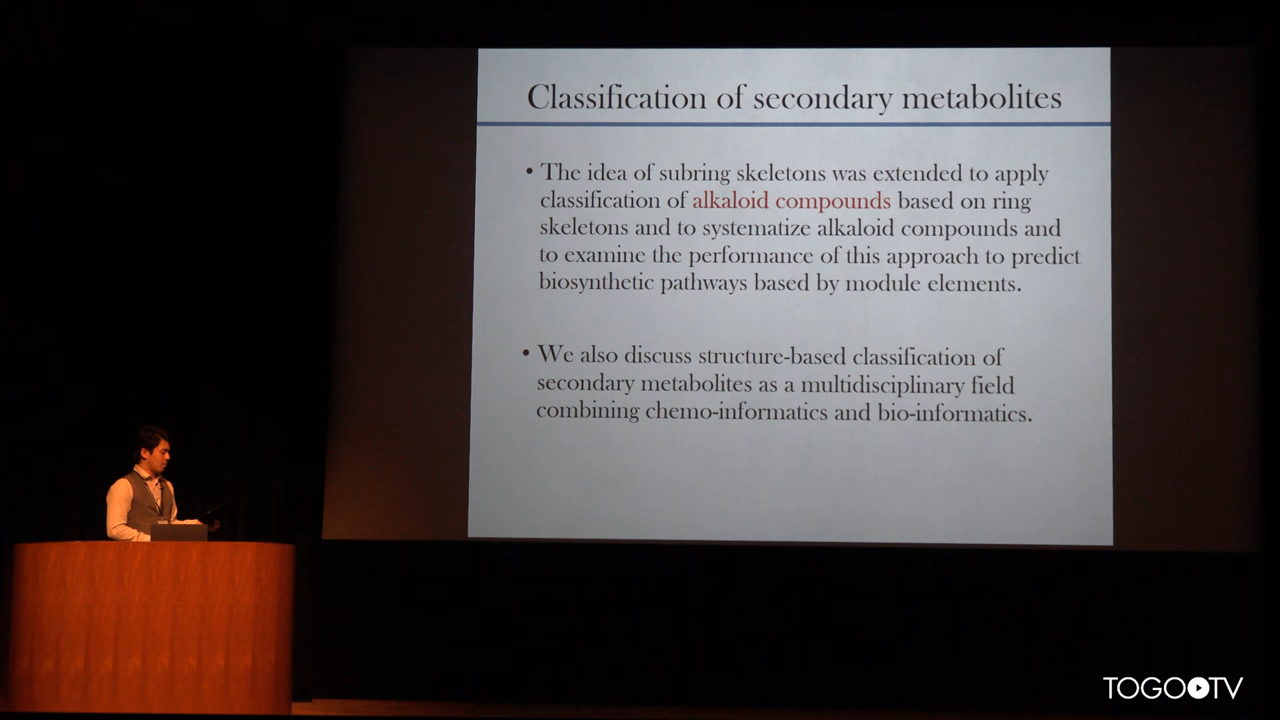 Classification of secondary metabolites
• The idea of subring skeletons was extended to apply
classification of alkaloid compounds based on ring
skeletons and to systematize alkaloid compounds and
to examine the performance of this approach to predict
biosynthetic pathways based by module elements.
• We also discuss structure-based classification of
secondary metabolites as a multidisciplinary field
combining chemo-informatics and bio-informatics.
TOGOTV